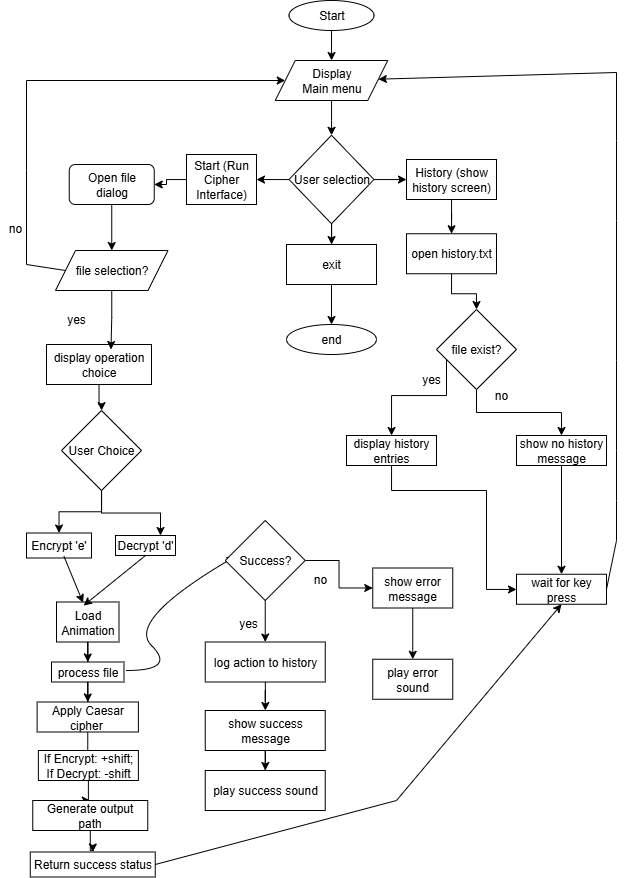 Start
Display
Main menu
User selection
Start (Run
Cipher
Interface)
Open file
dialog
History (show
history screen)
no
file selection?
exit
open history.txt
yes
end
file exist?
display operation
choice
yes
no
User Choice
display history
entries
show no history
message
Encrypt 'e'
Decrypt 'd'
Success?
no
show error
message
wait for key
press
Load
Animation
yes
process file
log action to history
play error
sound
Apply Caesar
cipher
show success
message
If Encrypt: +shift;
If Decrypt: -shift
play success sound
Generate output
path
Return success status